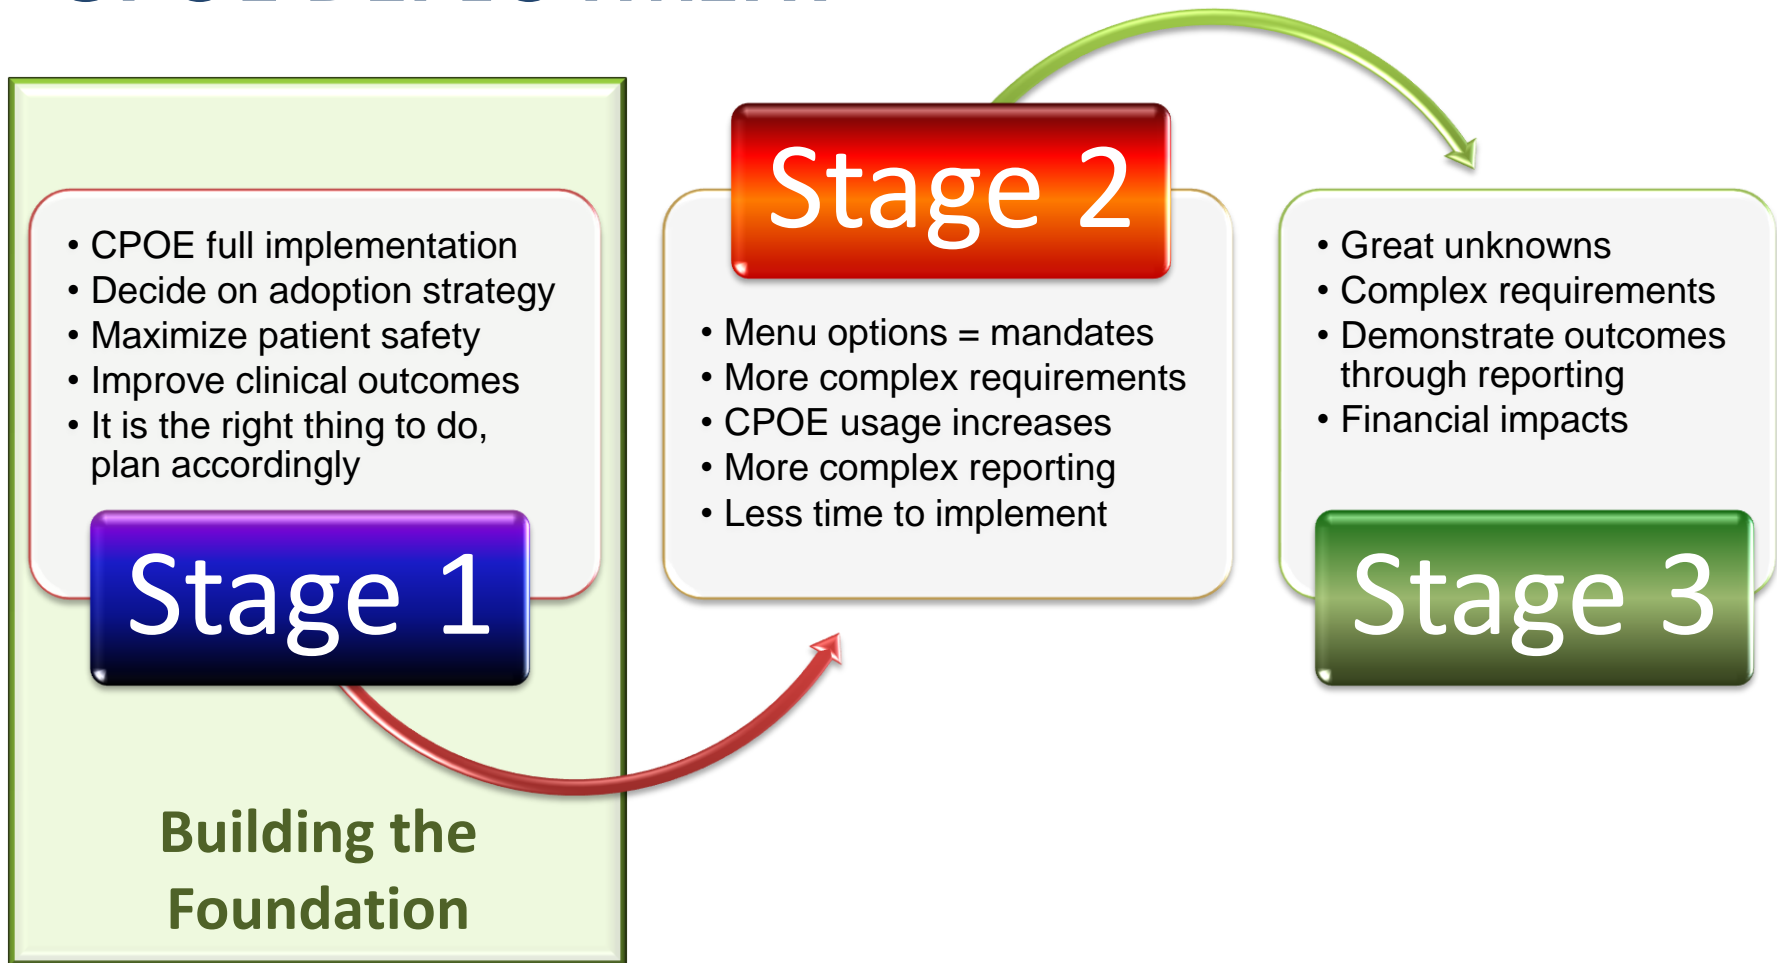 • CPOE full implementation
• Decide on adoption strategy
• Maximize patient safety
• Improve clinical outcomes
• It is the right thing to do,
plan accordingly
Stage 1
Building the
Foundation
Stage 2
• Menu options = mandates
• More complex requirements
• CPOE usage increases
• More complex reporting
• Less time to implement
• Great unknowns
• Complex requirements
• Demonstrate outcomes
through reporting
• Financial impacts
Stage 3